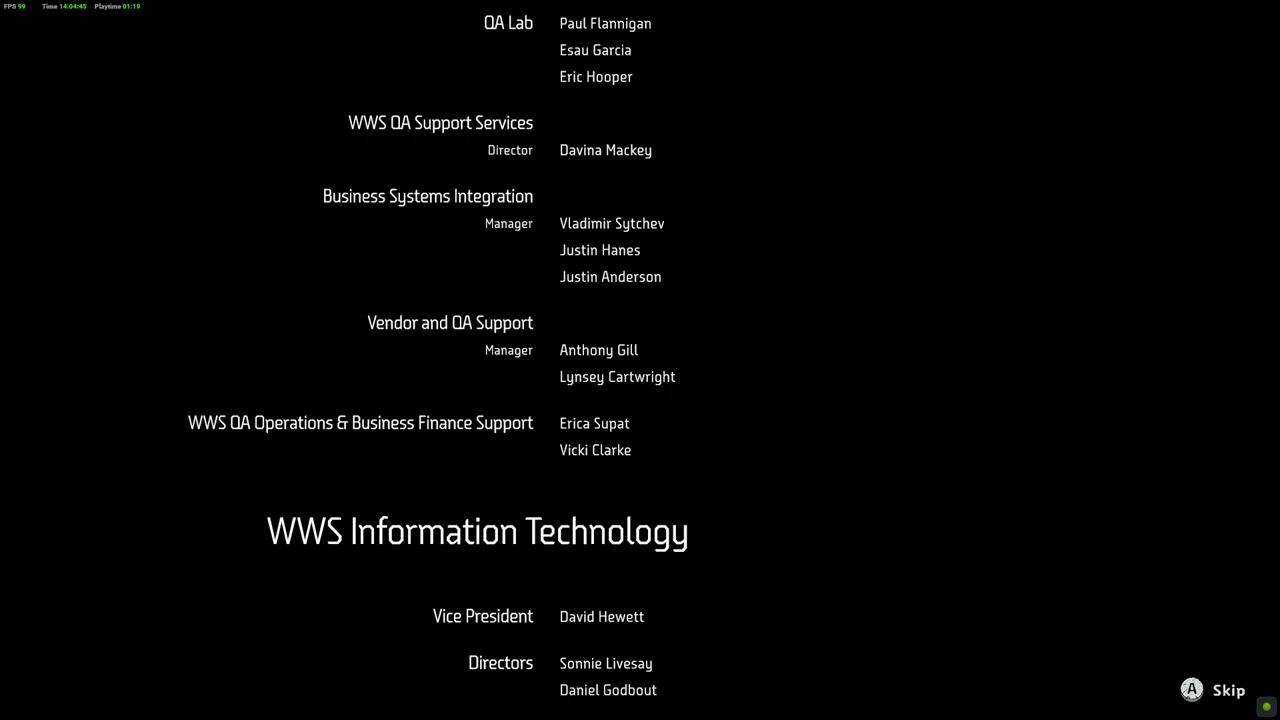 FPS 99 Time 14:04:45 Playtime 01:19
QA Lab Paul Flannigan
Esau Garcia
Eric Hooper
WWS QA Support Services
Director Davina Mackey
Business Systems Integration
Manager Vladimir Sytchev
Justin Hanes
Justin Anderson
Vendor and QA Support
Manager Anthony Gill
Lynsey Cartwright
WWS QA Operations & Business Finance Support Erica Supat
Vicki Clarke
WWS Information Technology
Vice President David Hewett
Directors Sonnie Livesay
Daniel Godbout
A Skip